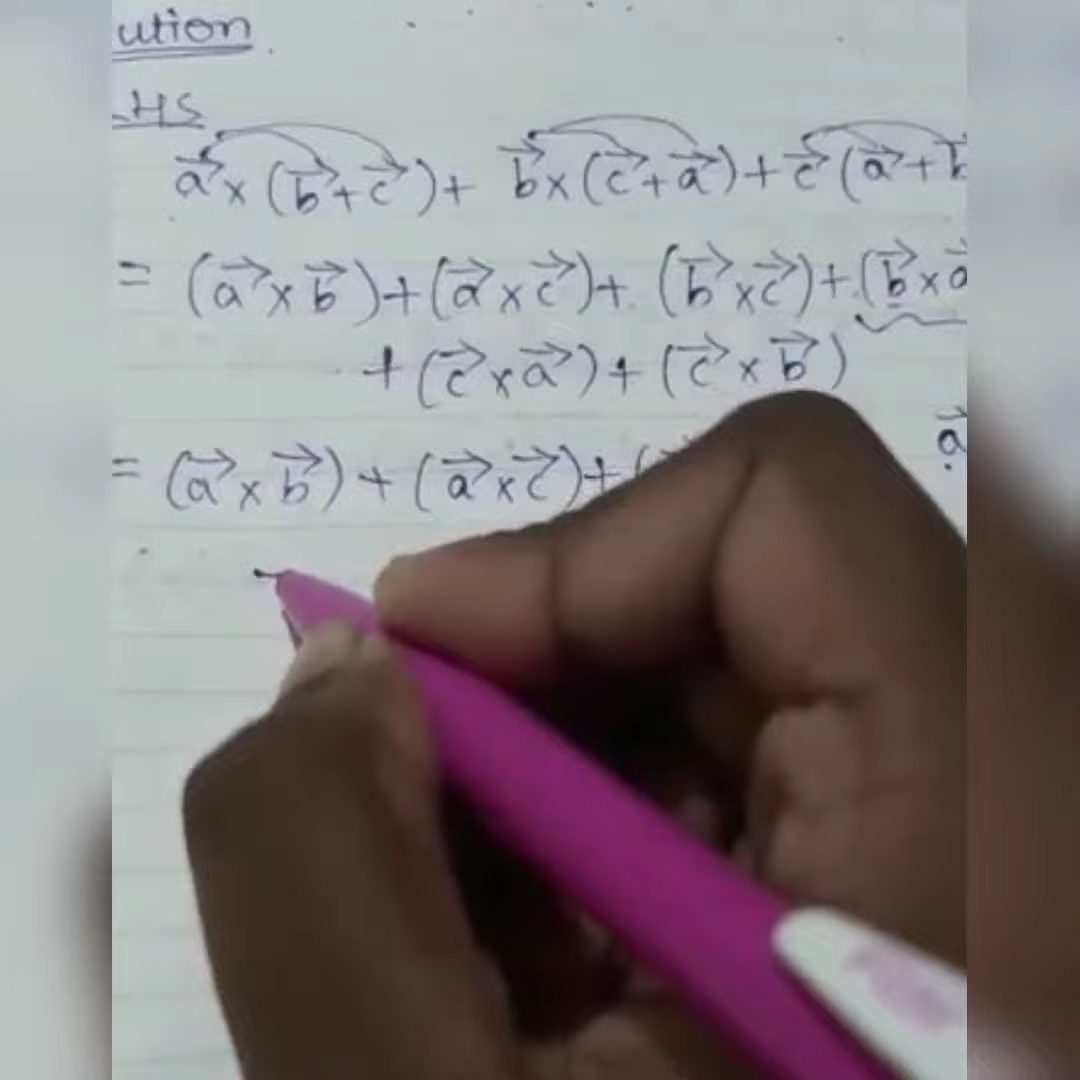 ution
LHS
a⃗ × (b⃗ + c⃗) + b⃗ × (c⃗ + a⃗) + c⃗ (a⃗ + b⃗
= (a⃗ × b⃗) + (a⃗ × c⃗) + (b⃗ × c⃗) + (b⃗ × a⃗
+ (c⃗ × a⃗) + (c⃗ × b⃗)
= (a⃗ × b⃗) + (a⃗ × c⃗) + (
a⃗